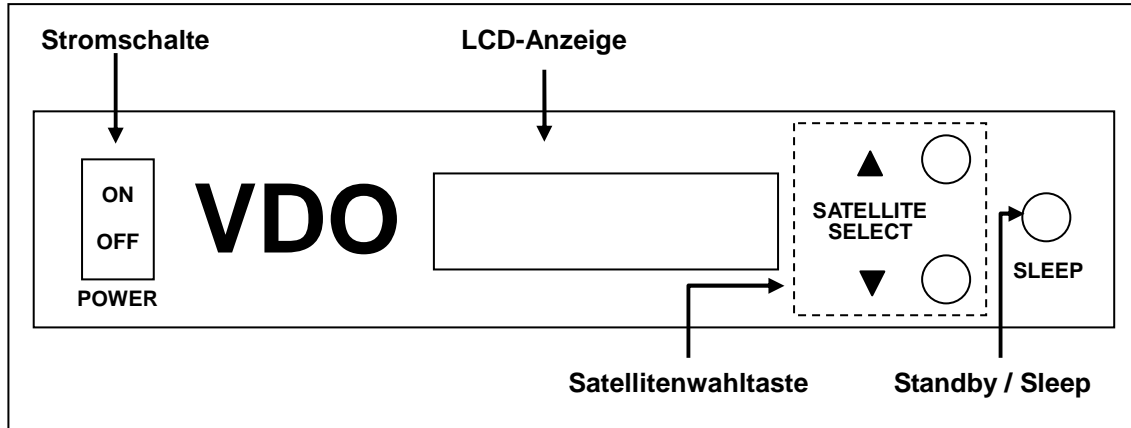 Stromschalte
LCD-Anzeige
ON
OFF
POWER
VDO
▲
SATELLITE
SELECT
▼
SLEEP
Satellitenwahltaste
Standby / Sleep